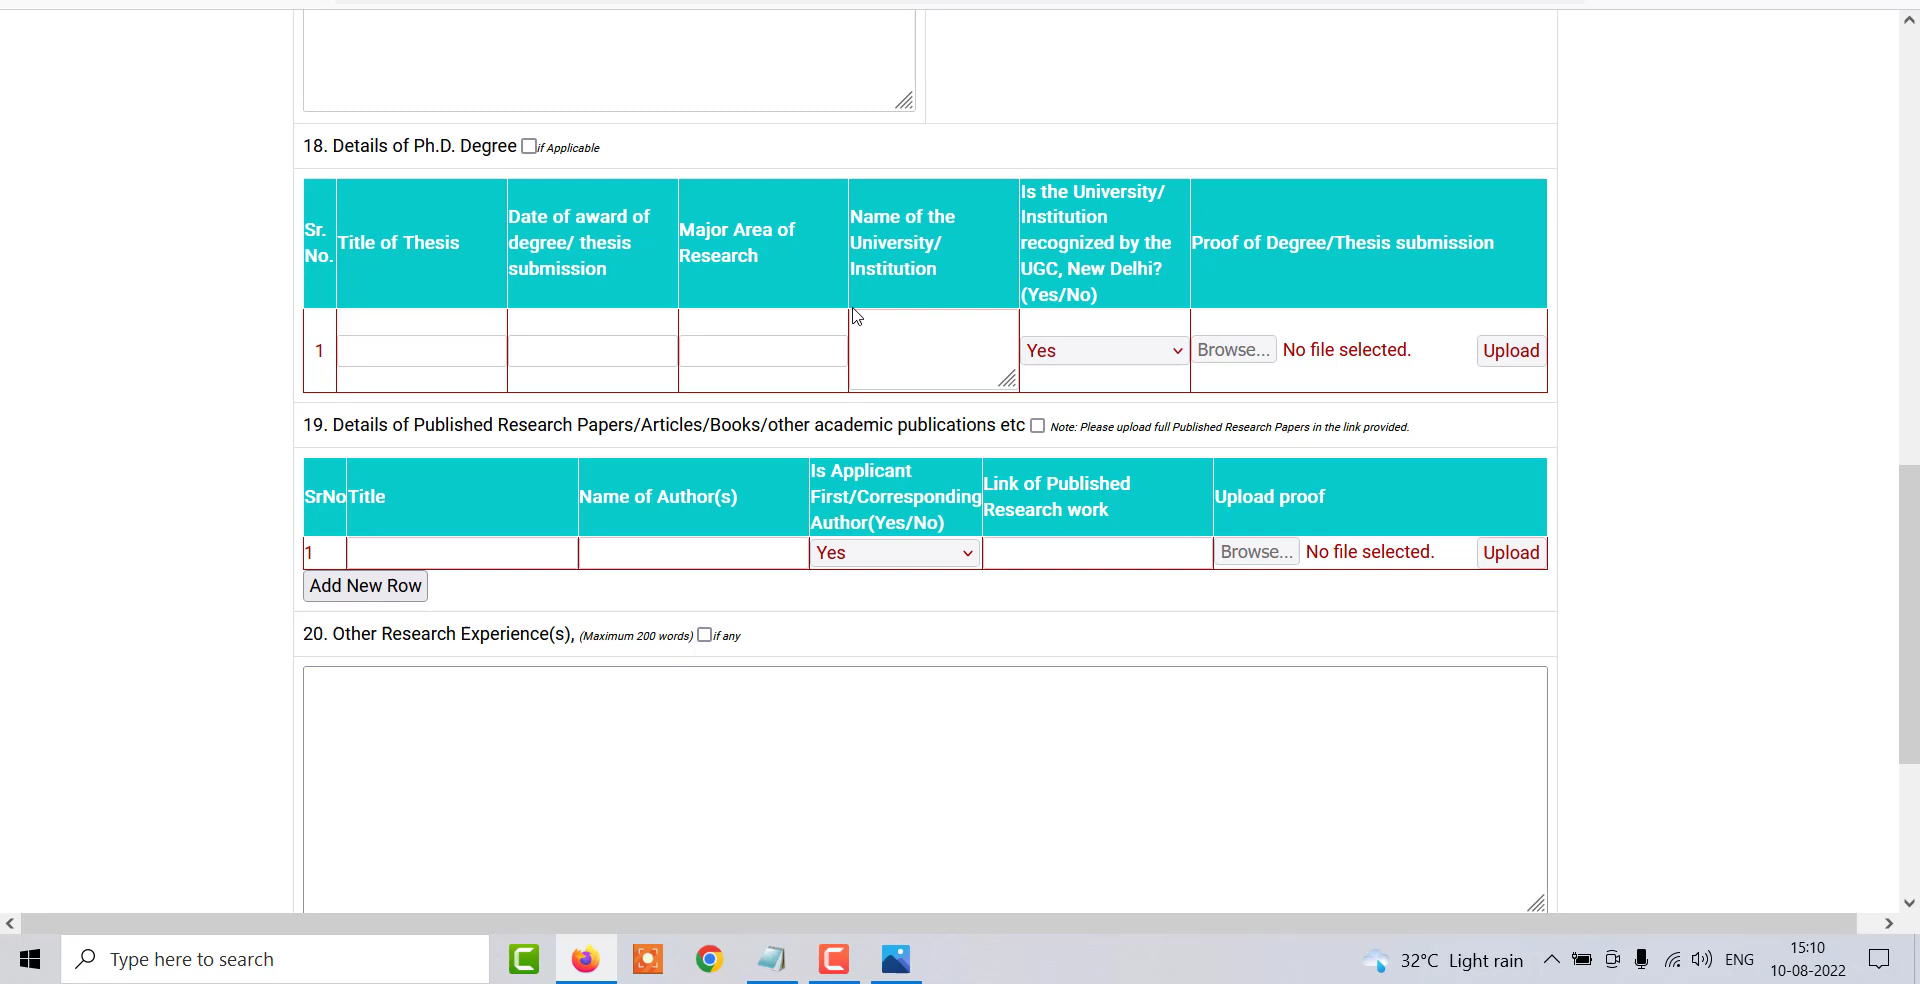 18. Details of Ph.D. Degree if Applicable
Sr. No.
Title of Thesis
Date of award of degree/ thesis submission
Major Area of Research
Name of the University/ Institution
Is the University/ Institution recognized by the UGC, New Delhi? (Yes/No)
Proof of Degree/Thesis submission
1
Yes
Browse... No file selected.
Upload
19. Details of Published Research Papers/Articles/Books/other academic publications etc Note: Please upload full Published Research Papers in the link provided.
SrNo
Title
Name of Author(s)
Is Applicant First/Corresponding Author(Yes/No)
Link of Published Research work
Upload proof
1
Yes
Browse... No file selected.
Upload
Add New Row
20. Other Research Experience(s), (Maximum 200 words) if any
Type here to search
32°C Light rain
ENG
15:10
10-08-2022